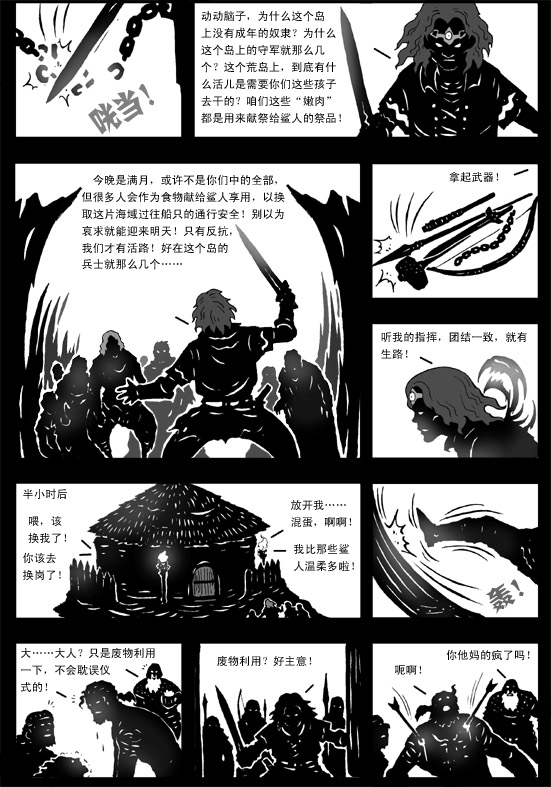 咣当！
动动脑子，为什么这个岛
上没有成年的奴隶？为什么
这个岛上的守军就那么几
个？这个荒岛上，到底有什
么活儿是需要你们这些孩子
去干的？咱们这些“嫩肉”
都是用来献祭给鲨人的祭品！
今晚是满月，或许不是你们中的全部，
但很多人会作为食物献给鲨人享用，以换
取这片海域过往船只的通行安全！别以为
哀求就能迎来明天！只有反抗，
我们才有活路！好在这个岛的
兵士就那么几个……
拿起武器！
听我的指挥，团结一致，就有
生路！
半小时后
喂，该
换我了！
你该去
换岗了！
放开我……
混蛋，啊啊！
我比那些鲨
人温柔多啦！
轰！
大……大人？只是废物利用
一下，不会耽误仪
式的！
废物利用？好主意！
你他妈的疯了吗！
呃啊！